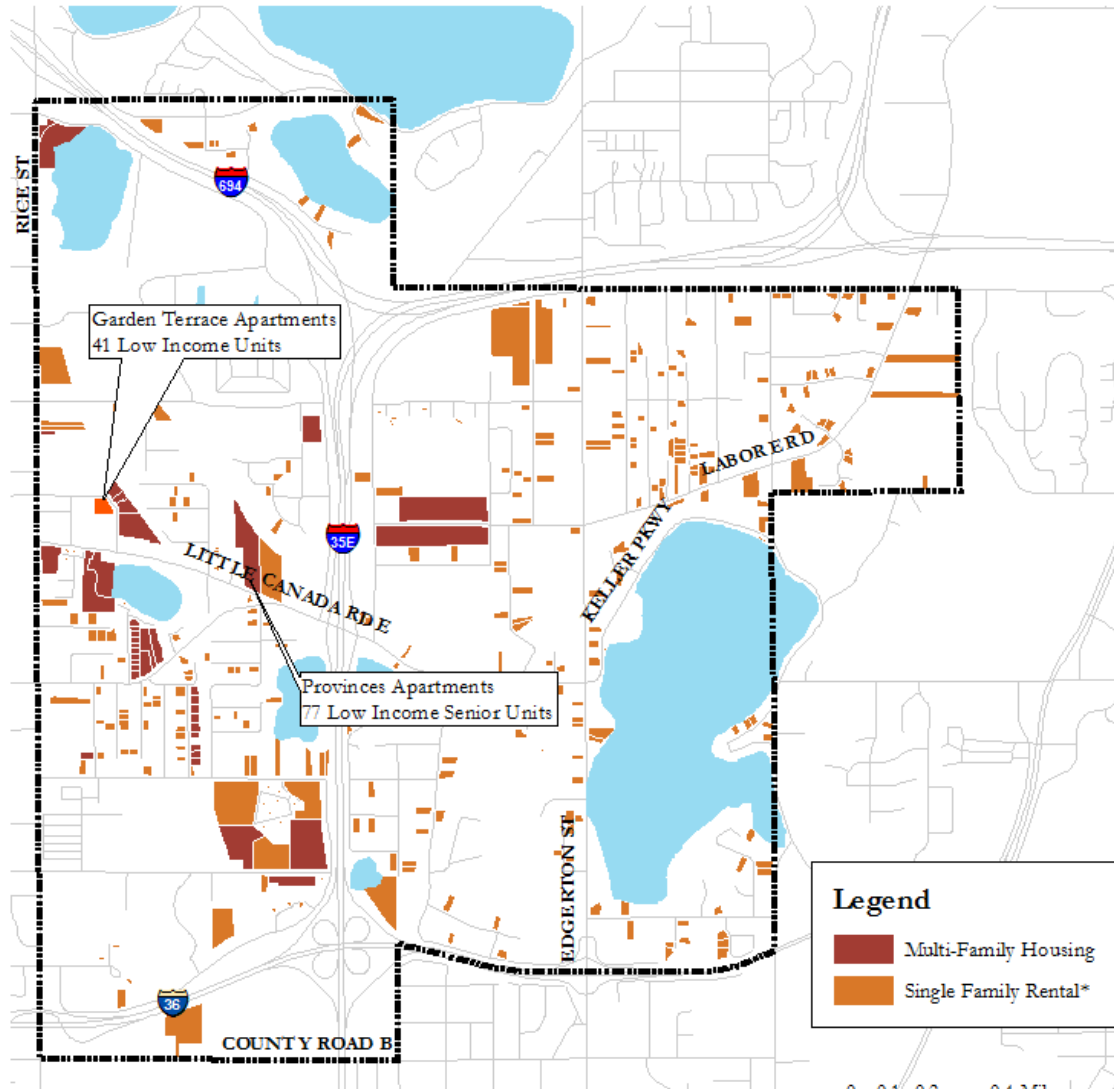 RICE ST
694
Garden Terrace Apartments
41 Low Income Units
LABORE RD
KELLER PKWY
35E
LITTLE CANADA RD E
Provinces Apartments
77 Low Income Senior Units
EDGERTON ST
Legend
Multi-Family Housing
Single Family Rental*
36
COUNTY ROAD B